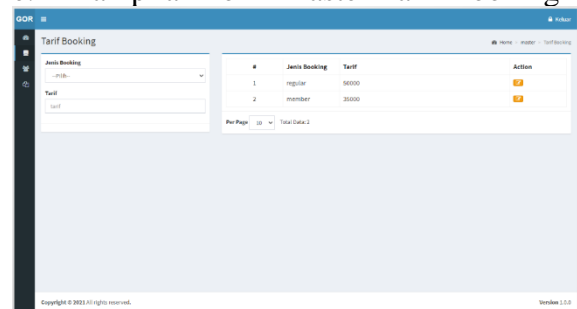 GOR
Keluar
Tarif Booking
Home > master > Tarif Booking
Jenis Booking
--Pilih--
Tarif
Tarif
# Jenis Booking Tarif Action
1 regular 50000
2 member 35000
Per Page 10 Total Data: 2
Copyright © 2021 All rights reserved. Version 1.0.0